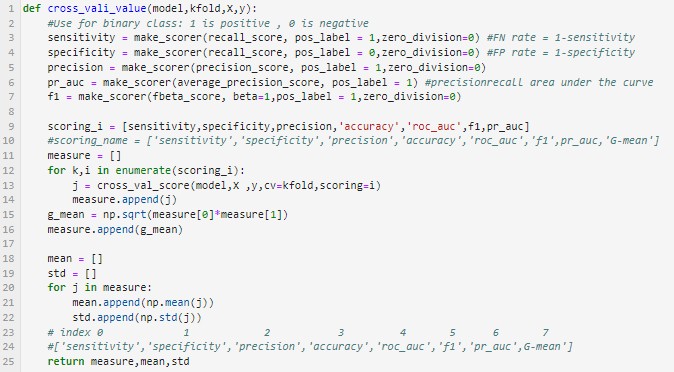 1 def cross_vali_value(model,kfold,X,y):
2 #Use for binary class: 1 is positive , 0 is negative
3 sensitivity = make_scorer(recall_score, pos_label = 1,zero_division=0) #FN rate = 1-sensitivity
4 specificity = make_scorer(recall_score, pos_label = 0,zero_division=0) #FP rate = 1-specificity
5 precision = make_scorer(precision_score, pos_label = 1,zero_division=0)
6 pr_auc = make_scorer(average_precision_score, pos_label = 1) #precisionrecall area under the curve
7 f1 = make_scorer(fbeta_score, beta=1,pos_label = 1,zero_division=0)
8
9 scoring_i = [sensitivity,specificity,precision,'accuracy','roc_auc',f1,pr_auc]
10 #scoring_name = ['sensitivity','specificity','precision','accuracy','roc_auc','f1',pr_auc,'G-mean']
11 measure = []
12 for k,i in enumerate(scoring_i):
13 j = cross_val_score(model,X ,y,cv=kfold,scoring=i)
14 measure.append(j)
15 g_mean = np.sqrt(measure[0]*measure[1])
16 measure.append(g_mean)
17
18 mean = []
19 std = []
20 for j in measure:
21 mean.append(np.mean(j))
22 std.append(np.std(j))
23 # index 0 1 2 3 4 5 6 7
24 #['sensitivity','specificity','precision','accuracy','roc_auc','f1','pr_auc',G-mean']
25 return measure,mean,std